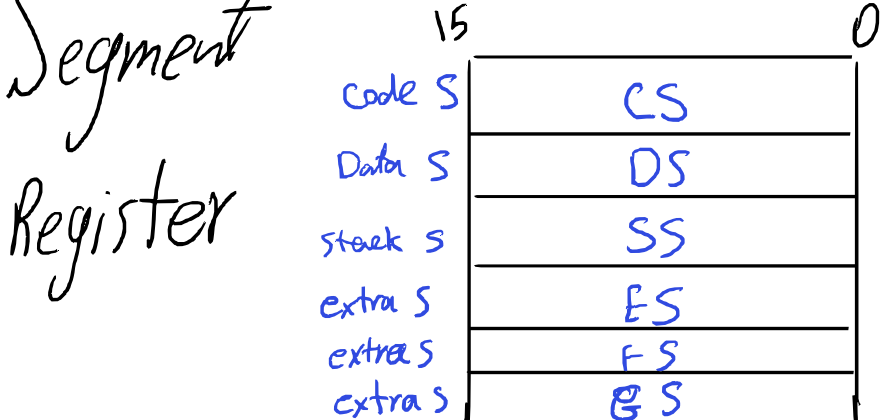 Segment
Register
15 0
Code S CS
Data S DS
stack S SS
extra S ES
extra S FS
extra S GS